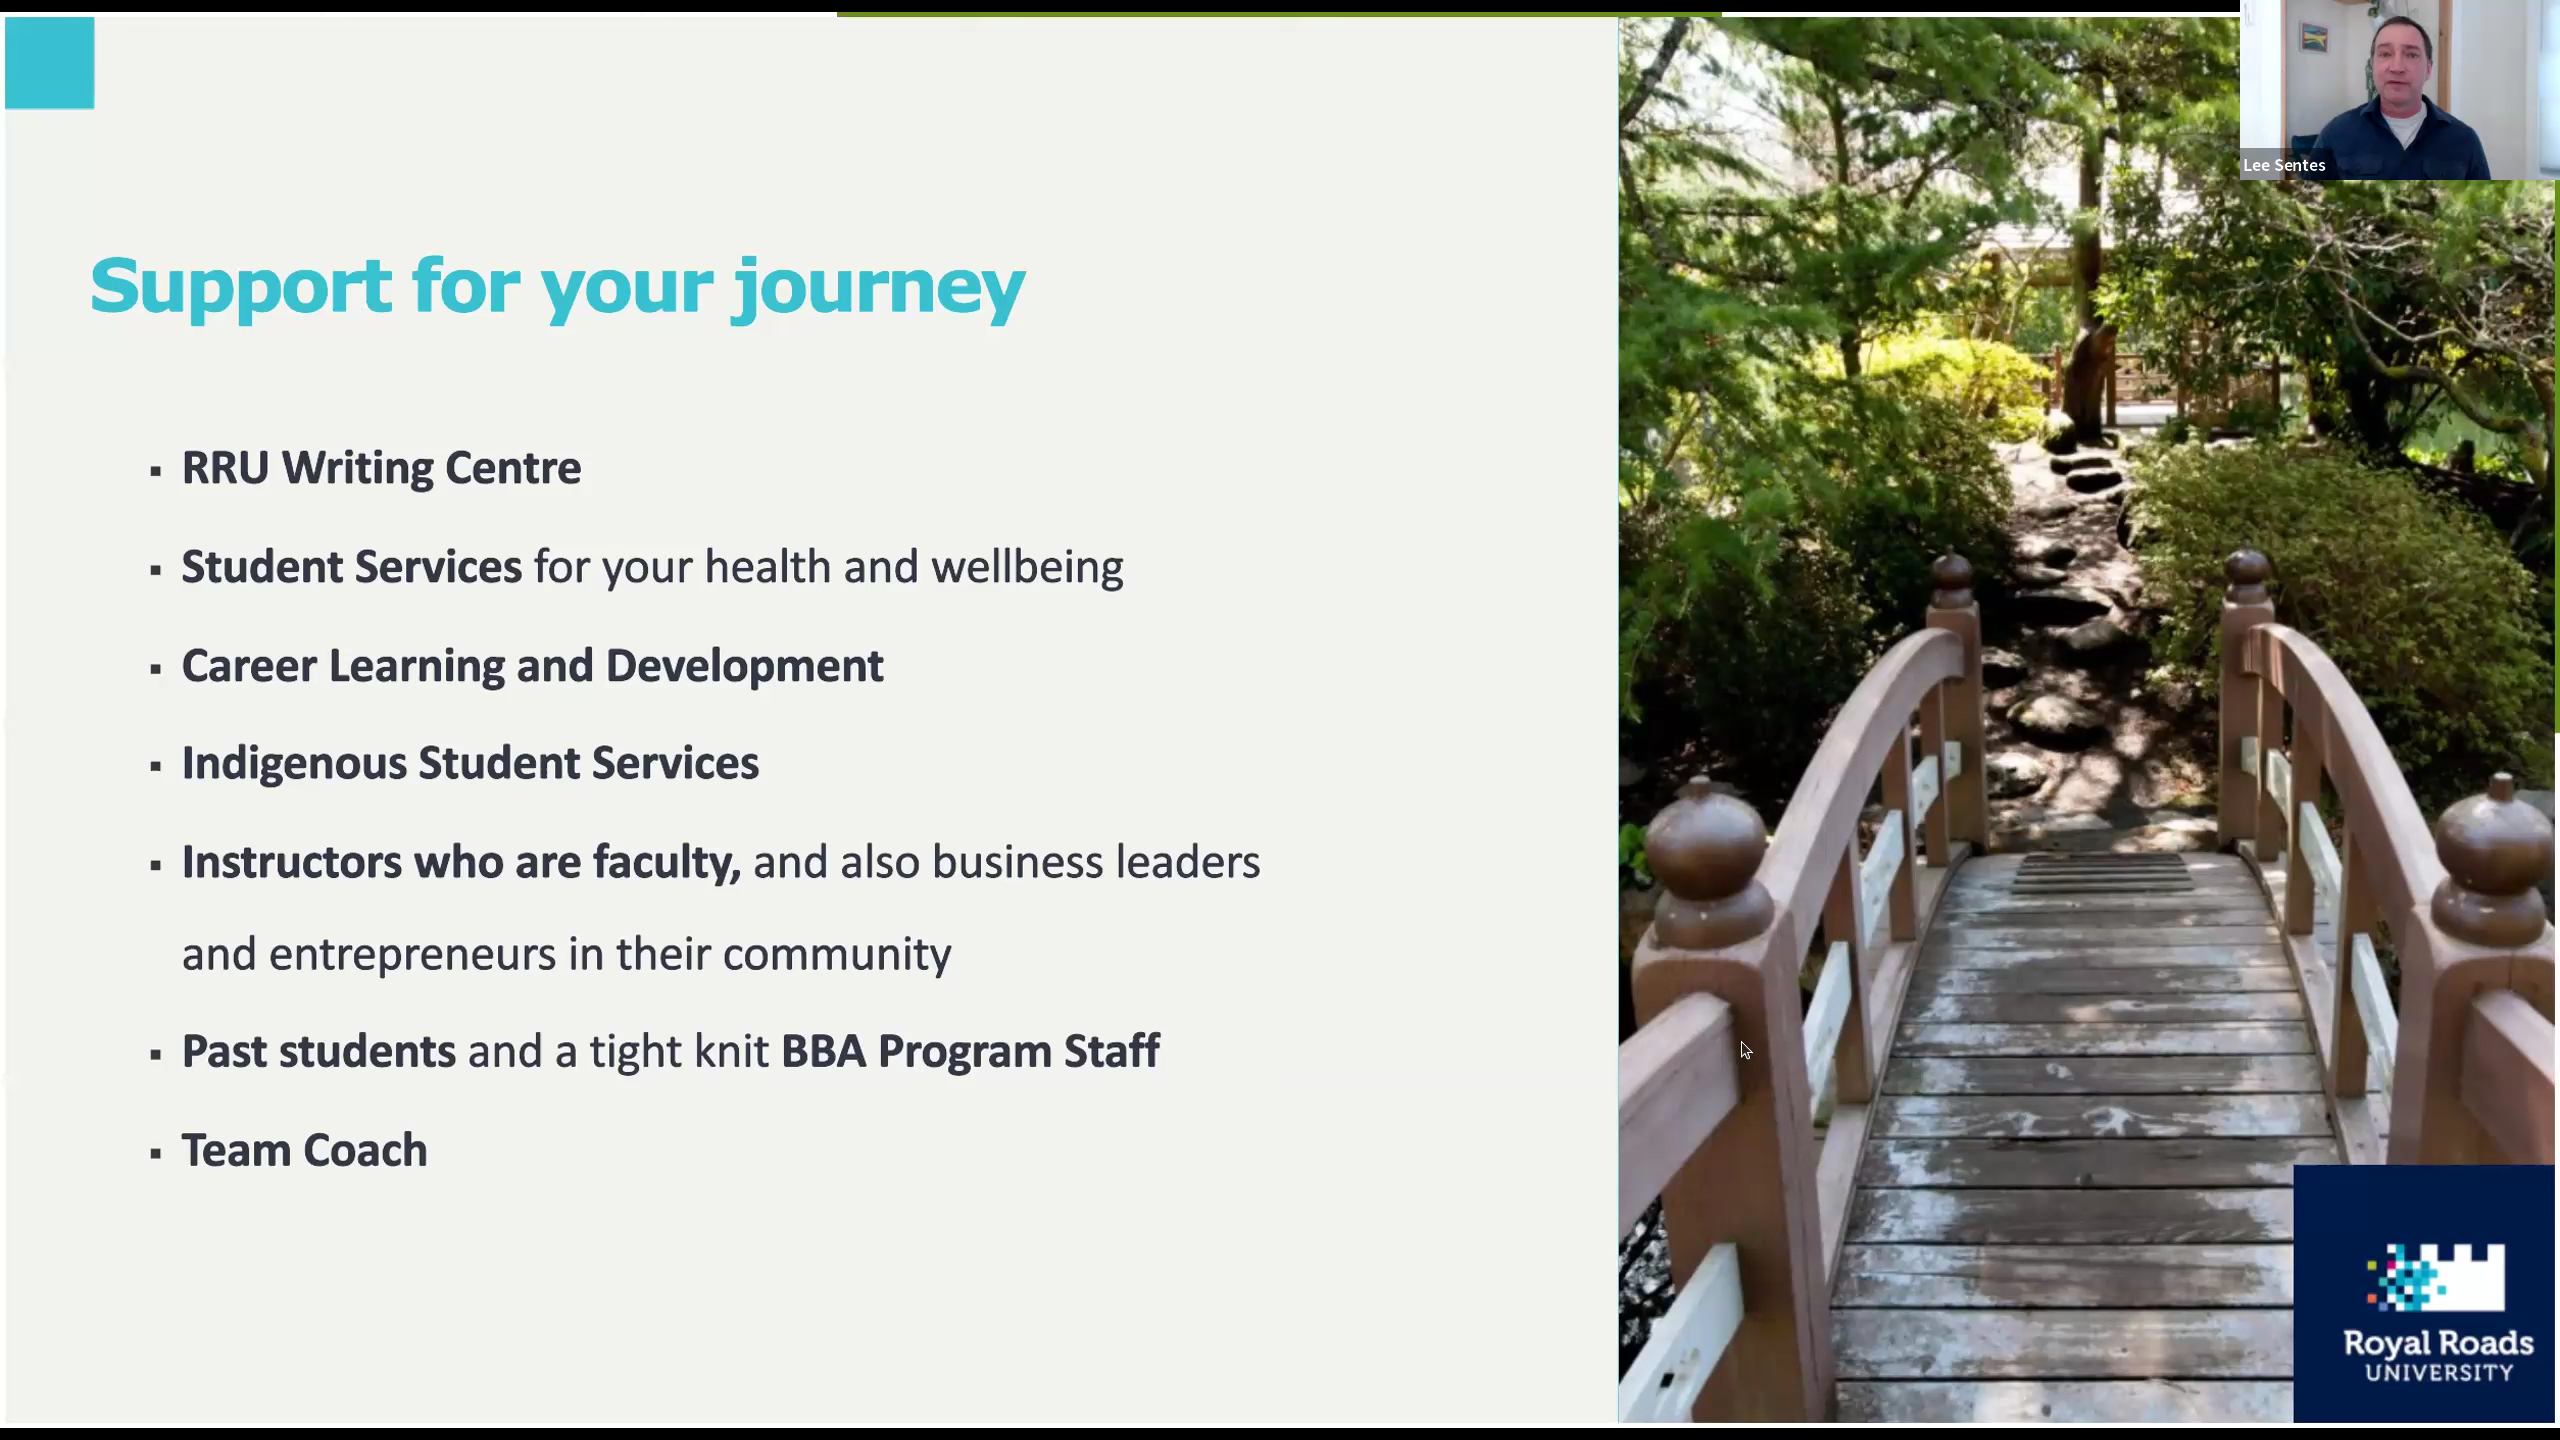 Lee Sentes
Support for your journey
▪ RRU Writing Centre
▪ Student Services for your health and wellbeing
▪ Career Learning and Development
▪ Indigenous Student Services
▪ Instructors who are faculty, and also business leaders
and entrepreneurs in their community
▪ Past students and a tight knit BBA Program Staff
▪ Team Coach
Royal Roads
UNIVERSITY